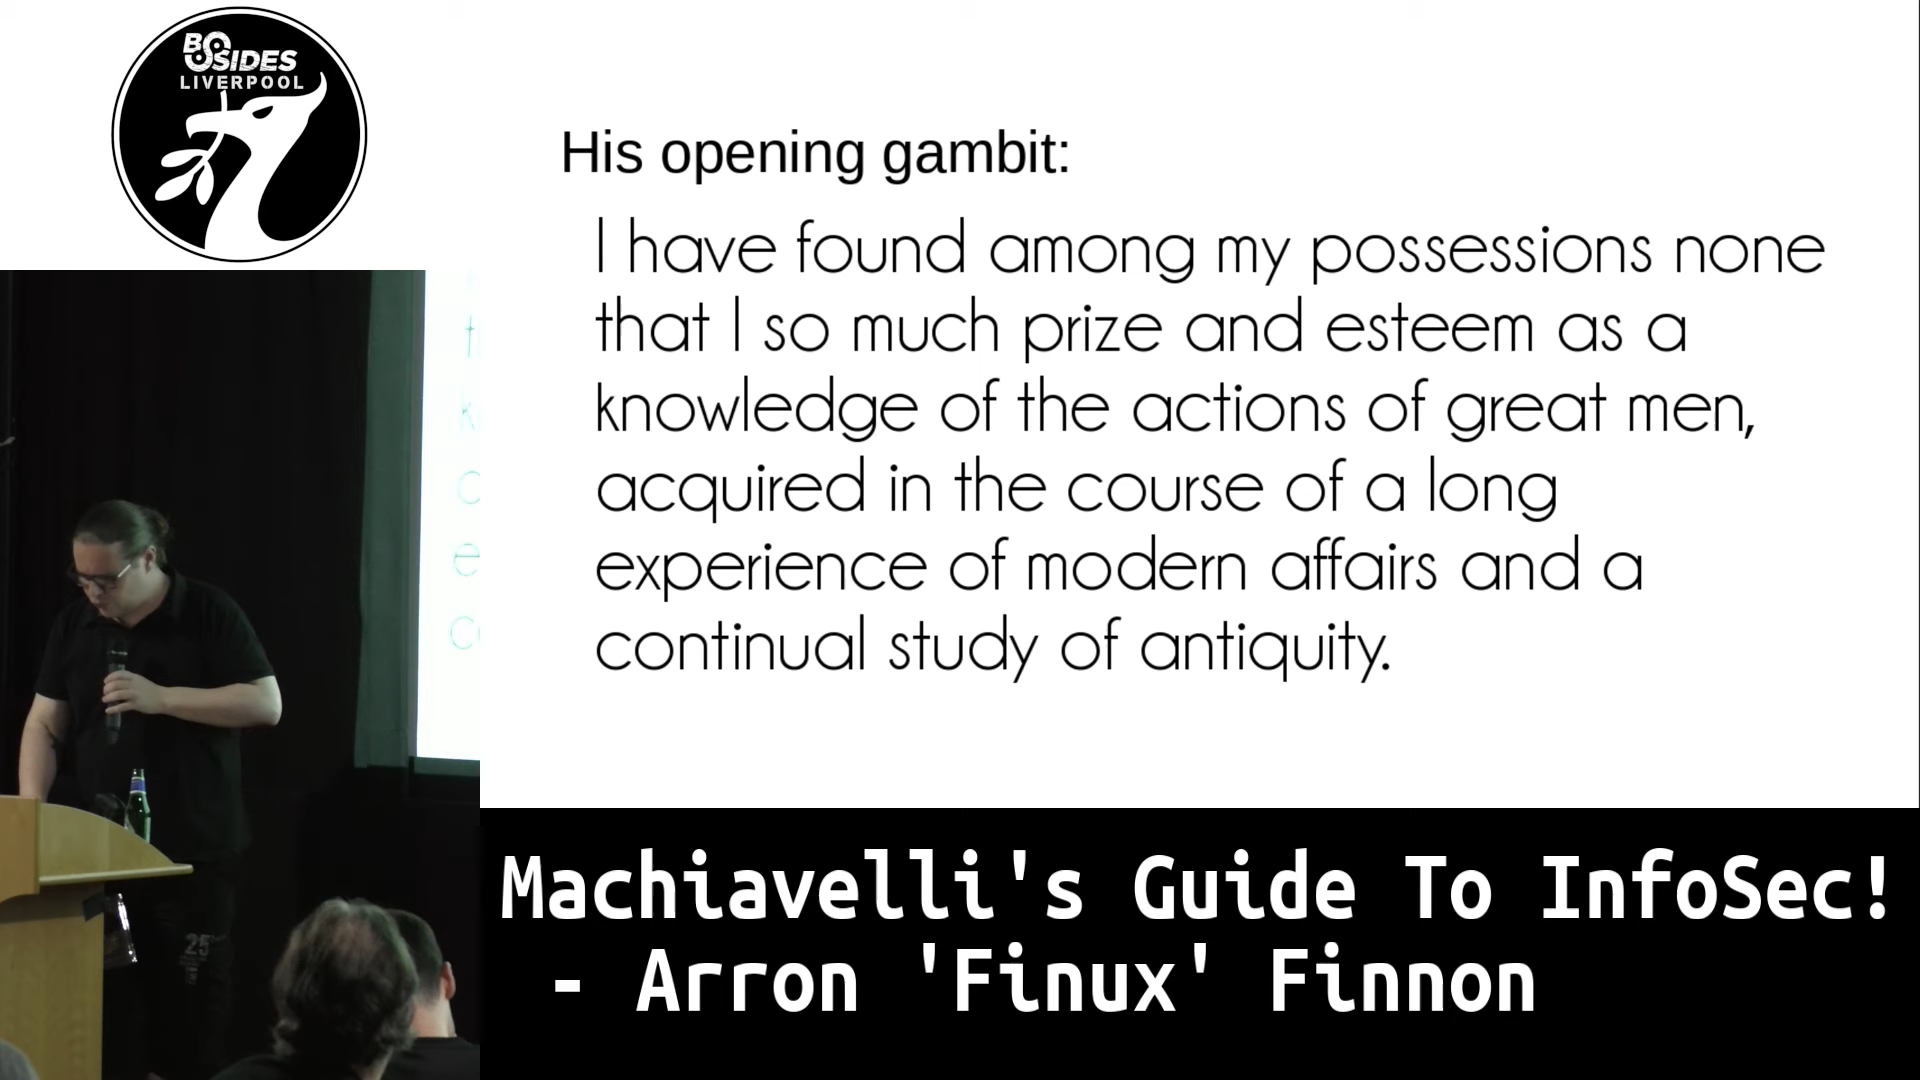 BSIDES
LIVERPOOL
His opening gambit:
I have found among my possessions none
that I so much prize and esteem as a
knowledge of the actions of great men,
acquired in the course of a long
experience of modern affairs and a
continual study of antiquity.
25
Machiavelli's Guide To InfoSec!
- Arron 'Finux' Finnon